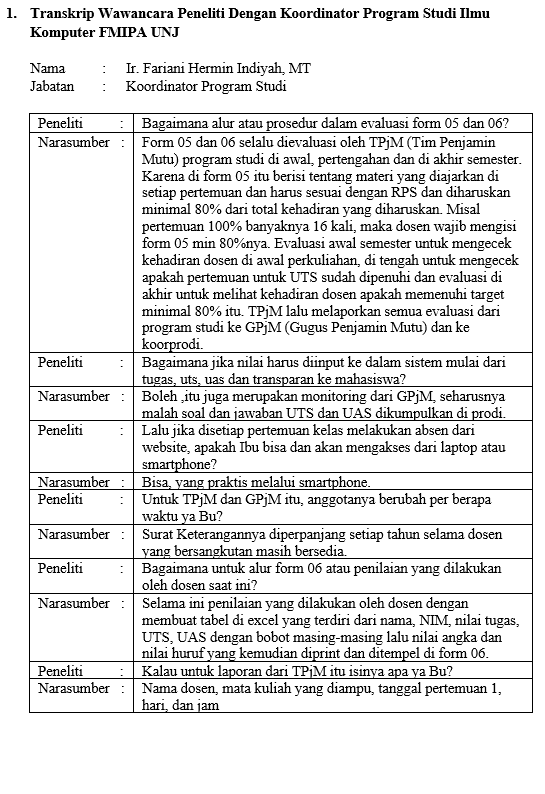 1. Transkrip Wawancara Peneliti Dengan Koordinator Program Studi Ilmu
Komputer FMIPA UNJ
Nama : Ir. Fariani Hermin Indiyah, MT
Jabatan : Koordinator Program Studi
Peneliti : Bagaimana alur atau prosedur dalam evaluasi form 05 dan 06?
Narasumber : Form 05 dan 06 selalu dievaluasi oleh TPjM (Tim Penjamin
Mutu) program studi di awal, pertengahan dan di akhir semester.
Karena di form 05 itu berisi tentang materi yang diajarkan di
setiap pertemuan dan harus sesuai dengan RPS dan diharuskan
minimal 80% dari total kehadiran yang diharuskan. Misal
pertemuan 100% banyaknya 16 kali, maka dosen wajib mengisi
form 05 min 80%nya. Evaluasi awal semester untuk mengecek
kehadiran dosen di awal perkuliahan, di tengah untuk mengecek
apakah pertemuan untuk UTS sudah dipenuhi dan evaluasi di
akhir untuk melihat kehadiran dosen apakah memenuhi target
minimal 80% itu. TPjM lalu melaporkan semua evaluasi dari
program studi ke GPjM (Gugus Penjamin Mutu) dan ke
koorprodi.
Peneliti : Bagaimana jika nilai harus diinput ke dalam sistem mulai dari
tugas, uts, uas dan transparan ke mahasiswa?
Narasumber : Boleh ,itu juga merupakan monitoring dari GPjM, seharusnya
malah soal dan jawaban UTS dan UAS dikumpulkan di prodi.
Peneliti : Lalu jika disetiap pertemuan kelas melakukan absen dari
website, apakah Ibu bisa dan akan mengakses dari laptop atau
smartphone?
Narasumber : Bisa, yang praktis melalui smartphone.
Peneliti : Untuk TPjM dan GPjM itu, anggotanya berubah per berapa
waktu ya Bu?
Narasumber : Surat Keterangannya diperpanjang setiap tahun selama dosen
yang bersangkutan masih bersedia.
Peneliti : Bagaimana untuk alur form 06 atau penilaian yang dilakukan
oleh dosen saat ini?
Narasumber : Selama ini penilaian yang dilakukan oleh dosen dengan
membuat tabel di excel yang terdiri dari nama, NIM, nilai tugas,
UTS, UAS dengan bobot masing-masing lalu nilai angka dan
nilai huruf yang kemudian diprint dan ditempel di form 06.
Peneliti : Kalau untuk laporan dari TPjM itu isinya apa ya Bu?
Narasumber : Nama dosen, mata kuliah yang diampu, tanggal pertemuan 1,
hari, dan jam